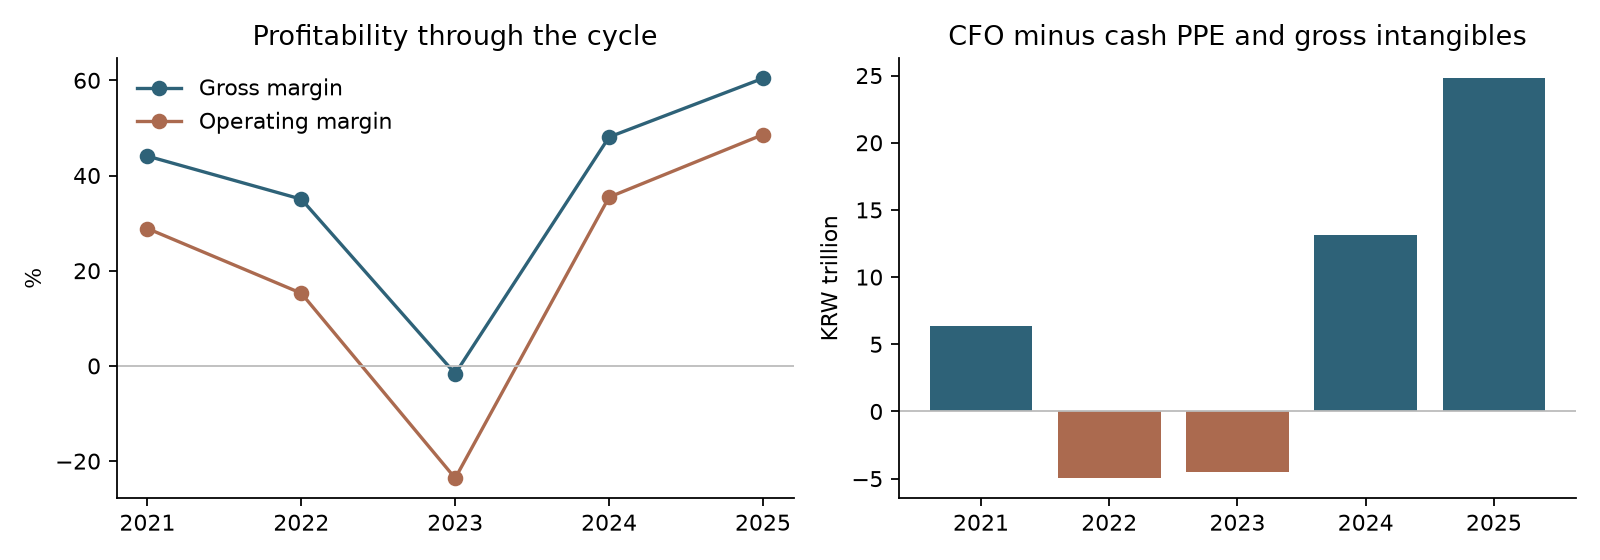 Profitability through the cycle
Gross margin
Operating margin
%
60
40
20
0
−20
2021 2022 2023 2024 2025
CFO minus cash PPE and gross intangibles
KRW trillion
25
20
15
10
5
0
−5
2021 2022 2023 2024 2025